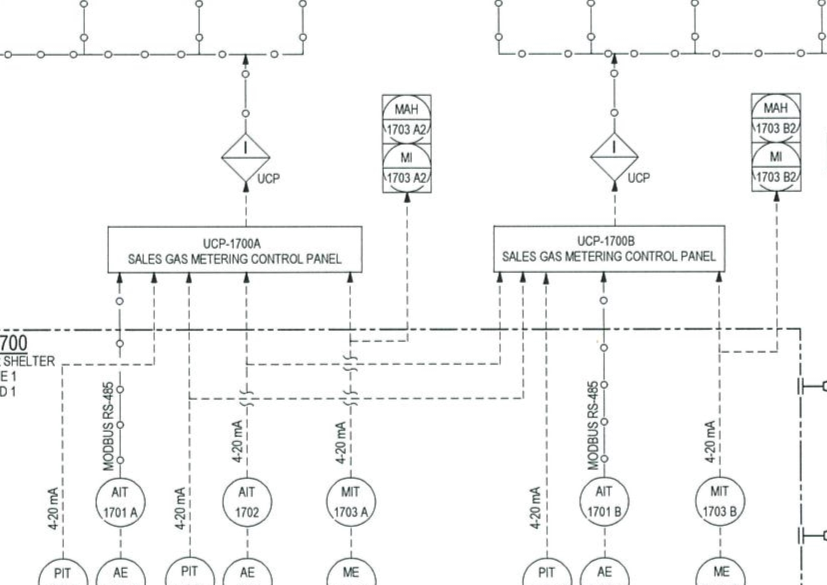 MAH
1703 A2
MI
1703 A2
MAH
1703 B2
MI
1703 B2
I
UCP
I
UCP
UCP-1700A
SALES GAS METERING CONTROL PANEL
UCP-1700B
SALES GAS METERING CONTROL PANEL
700
SHELTER
E 1
D 1
MODBUS RS-485
MODBUS RS-485
4-20 mA
4-20 mA
4-20 mA
4-20 mA
4-20 mA
4-20 mA
AIT
1701 A
AIT
1702
MIT
1703 A
AIT
1701 B
MIT
1703 B
PIT
AE
PIT
AE
ME
PIT
AE
ME